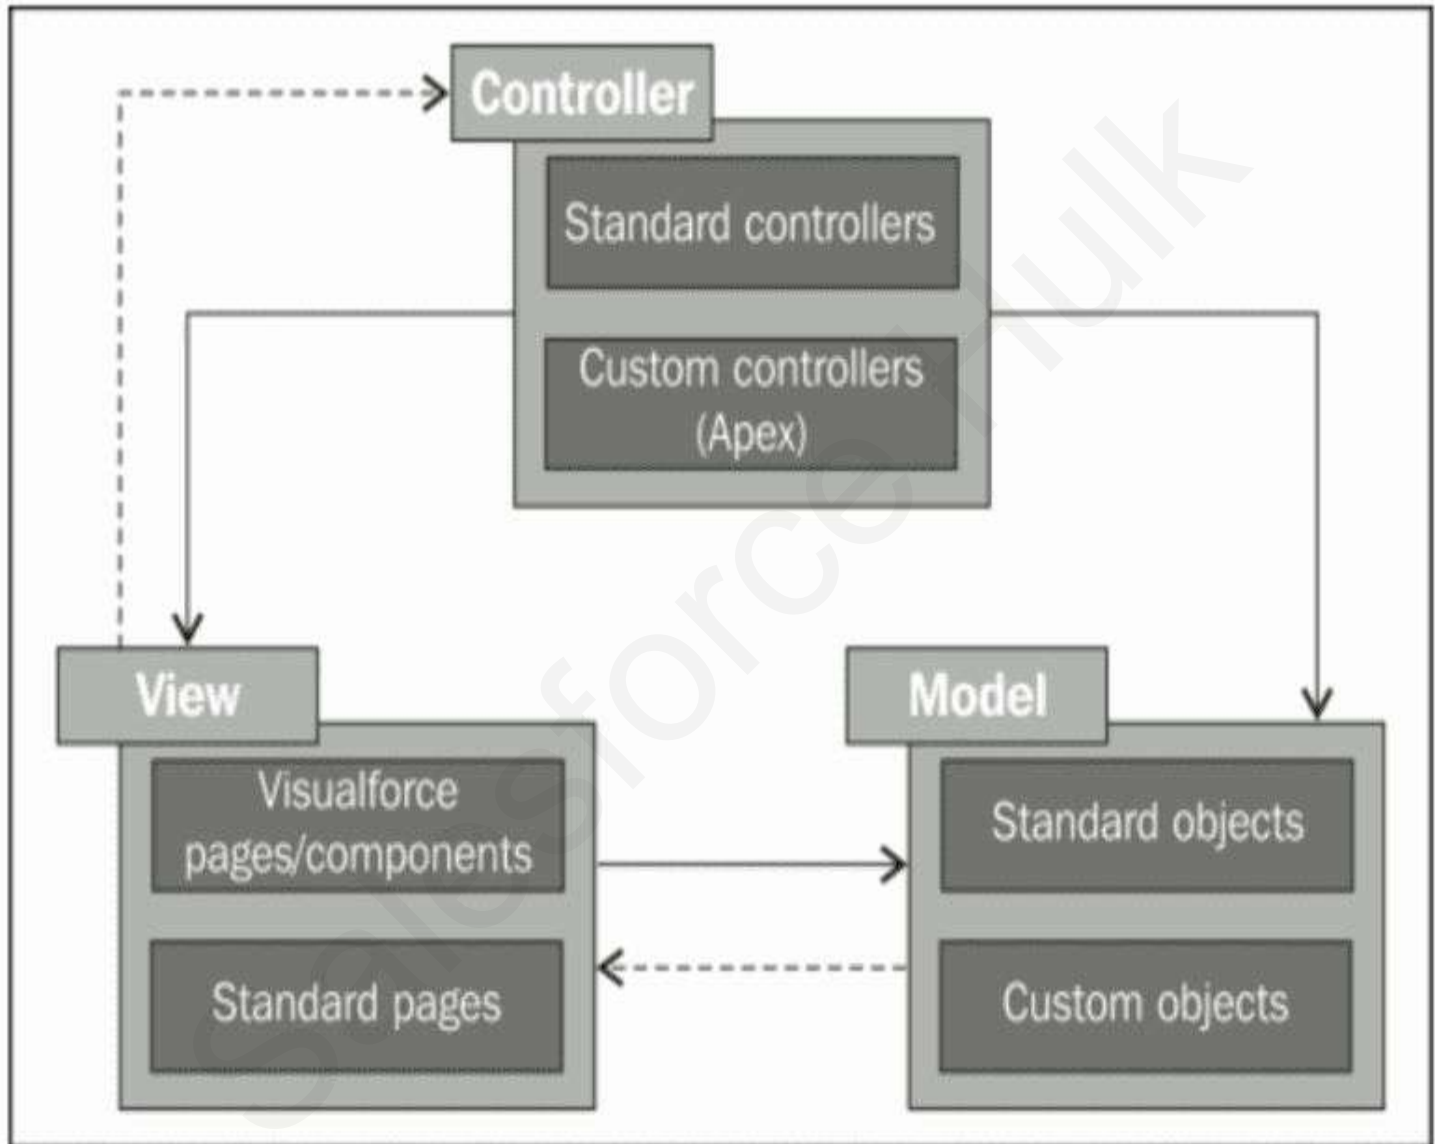 Controller
Standard controllers
Custom controllers
(Apex)
View
Visualforce
pages/components
Standard pages
Model
Standard objects
Custom objects
Salesforce Hulk